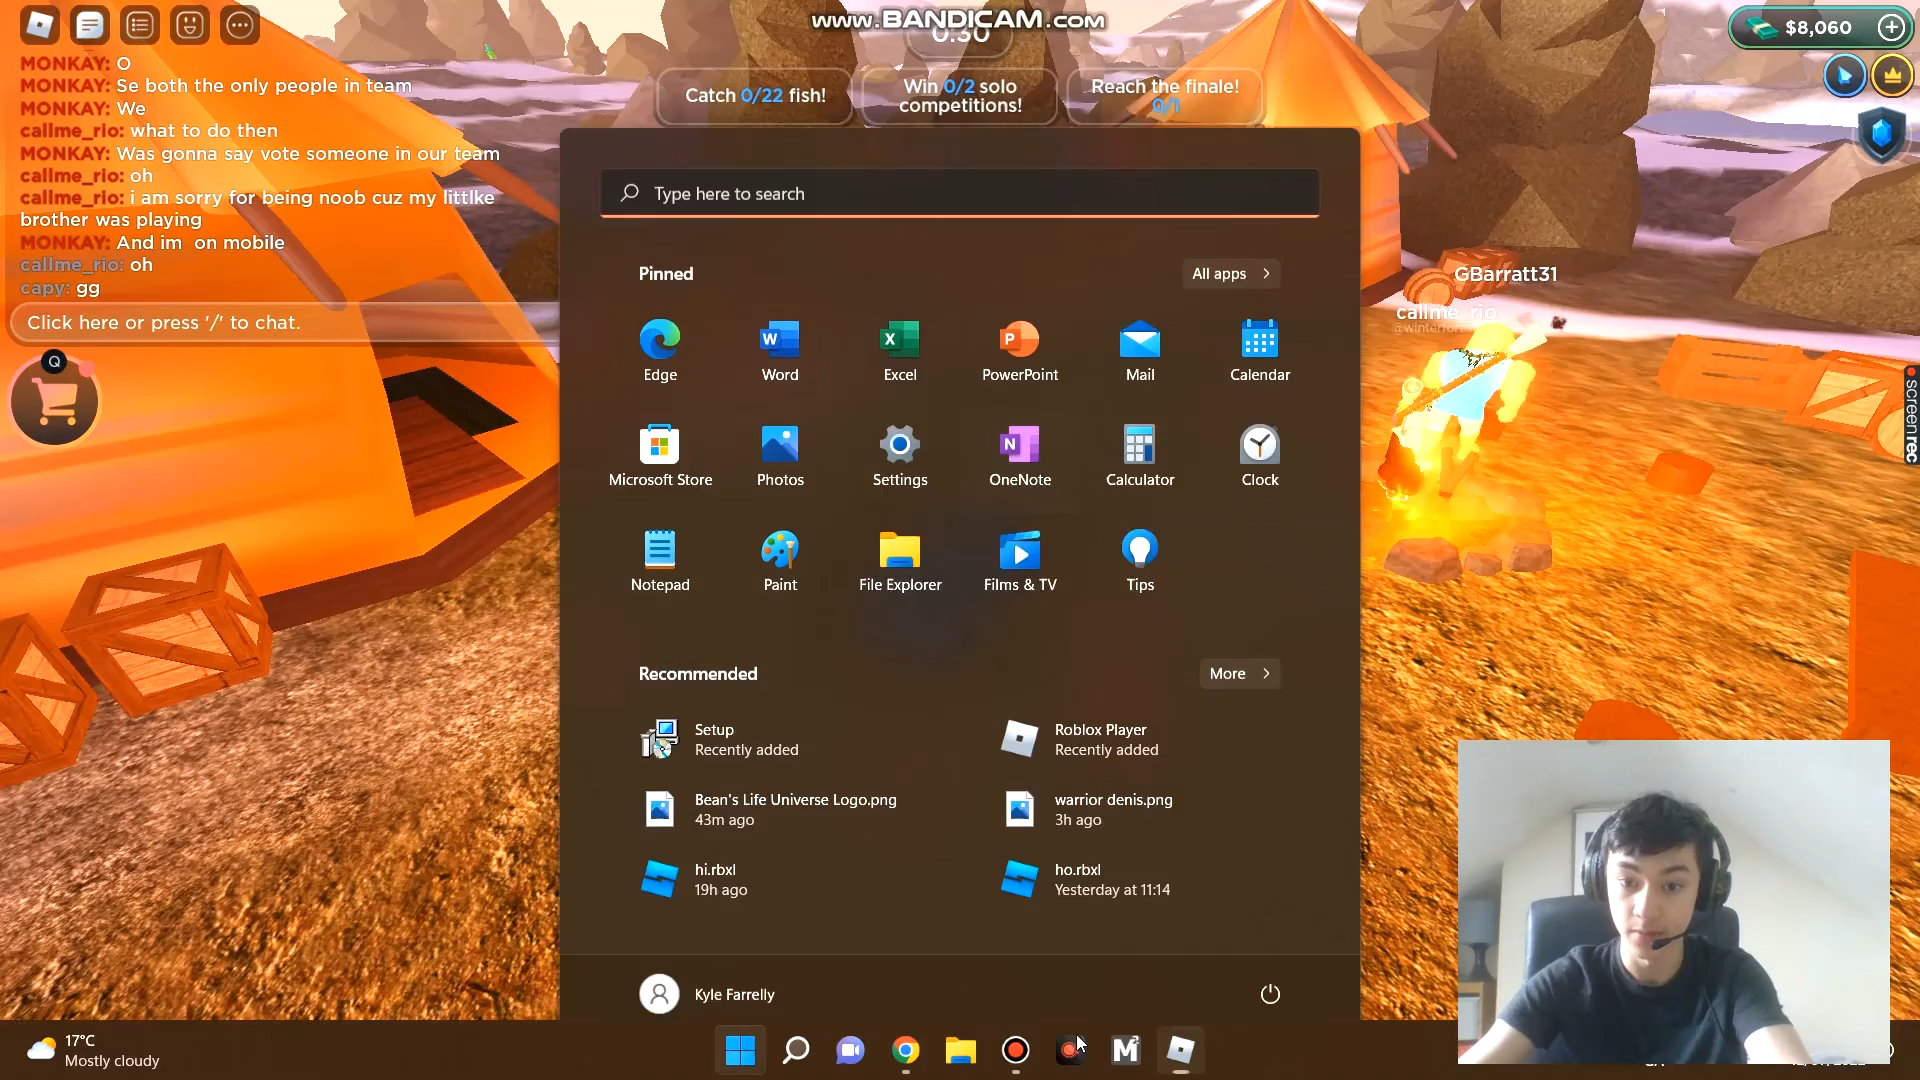 www.BANDICAM.com
0:30
$8,060
MONKAY: O
MONKAY: Se both the only people in team
MONKAY: We
callme_rio: what to do then
MONKAY: Was gonna say vote someone in our team
callme_rio: oh
callme_rio: i am sorry for being noob cuz my littlke
brother was playing
MONKAY: And im on mobile
callme_rio: oh
capy: gg
Click here or press '/' to chat.
Q
Catch 0/22 fish!
Win 0/2 solo
competitions!
Reach the finale!
0/1
Type here to search
Pinned
All apps
Edge
Word
Excel
PowerPoint
Mail
Calendar
Microsoft Store
Photos
Settings
OneNote
Calculator
Clock
Notepad
Paint
File Explorer
Films & TV
Tips
Recommended
More
Setup
Recently added
Roblox Player
Recently added
Bean's Life Universe Logo.png
43m ago
warrior denis.png
3h ago
hi.rbxl
19h ago
ho.rbxl
Yesterday at 11:14
Kyle Farrelly
GBarratt31
callme_rio
screenrec
17°C
Mostly cloudy